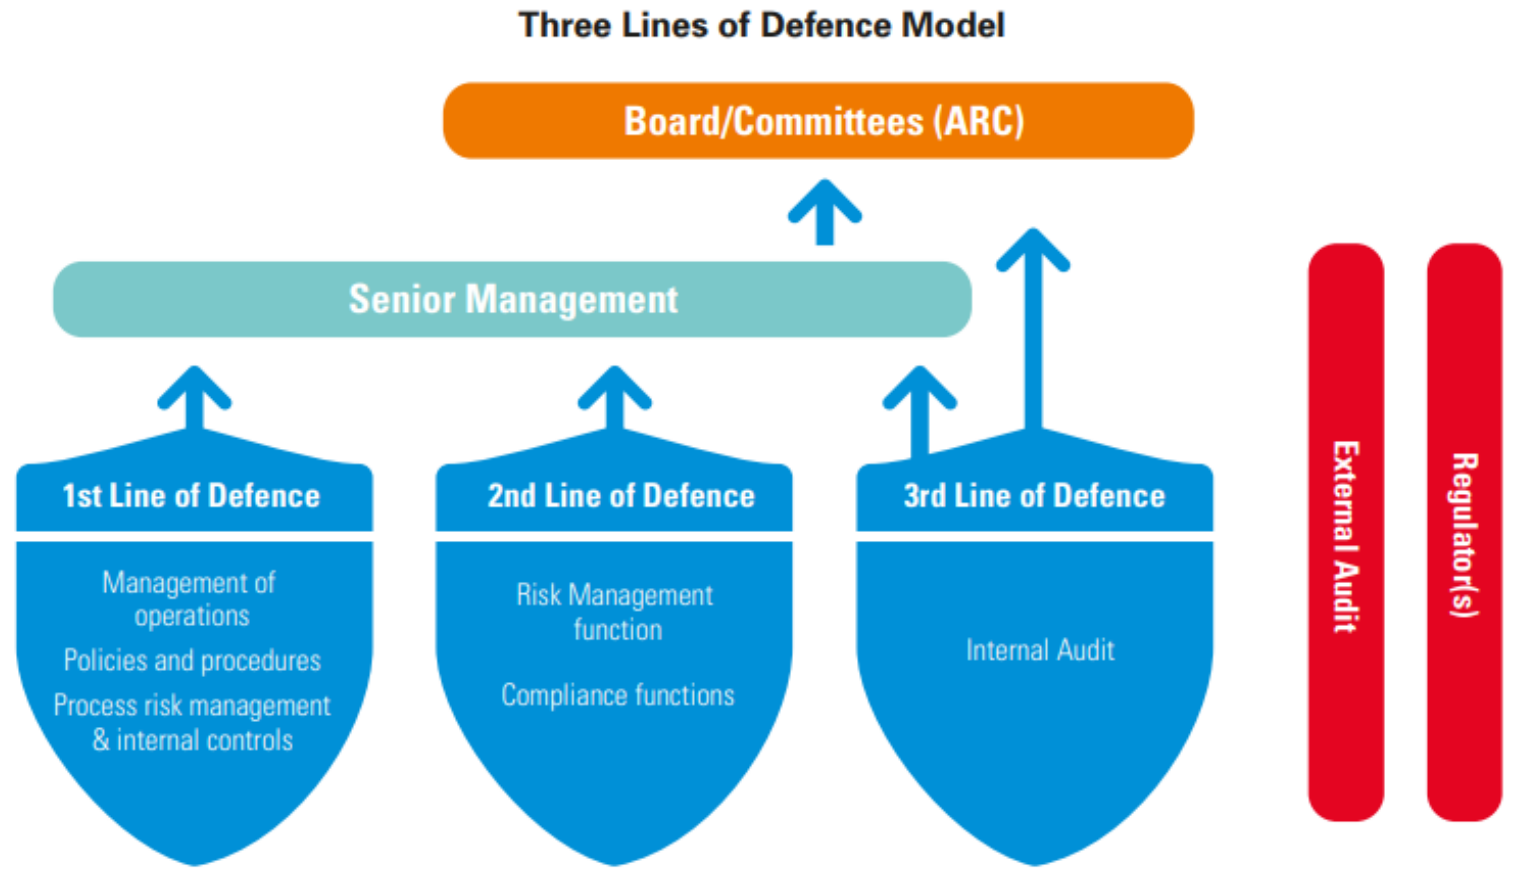 Three Lines of Defence Model
Board/Committees (ARC)
Senior Management
1st Line of Defence
Management of
operations
Policies and procedures
Process risk management
& internal controls
2nd Line of Defence
Risk Management
function
Compliance functions
3rd Line of Defence
Internal Audit
External Audit
Regulator(s)